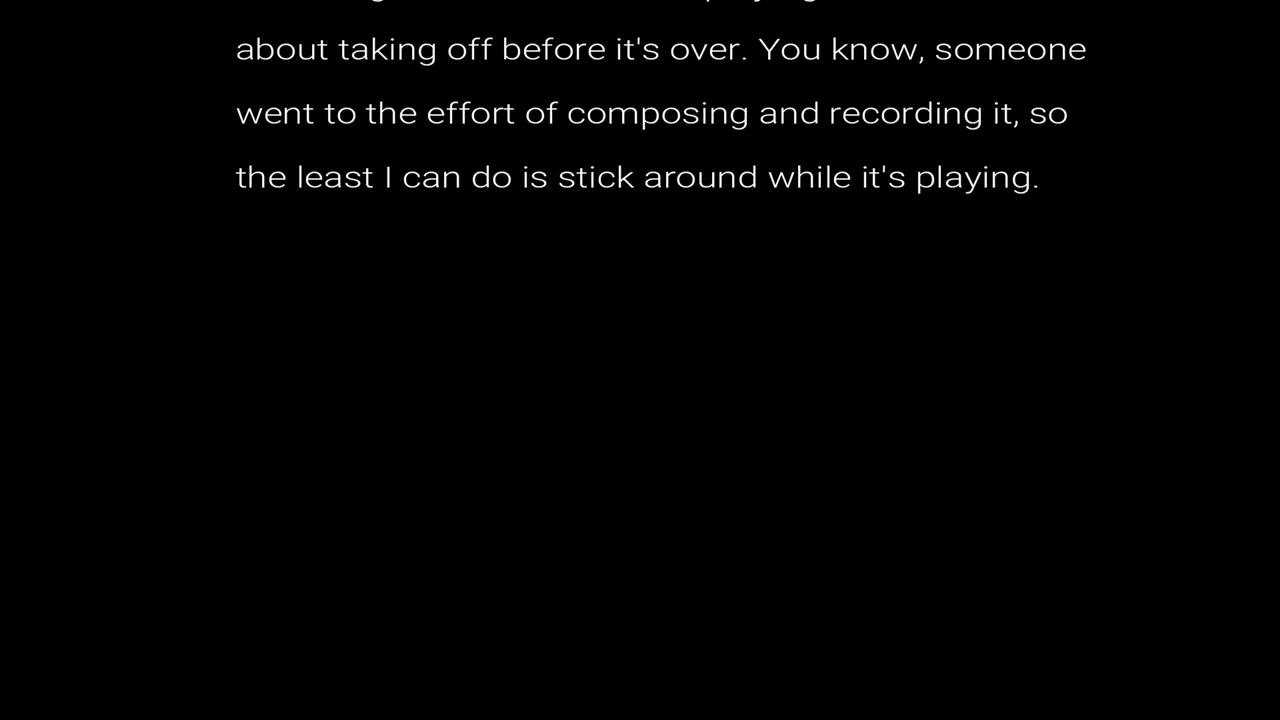 about taking off before it's over. You know, someone
went to the effort of composing and recording it, so
the least I can do is stick around while it's playing.